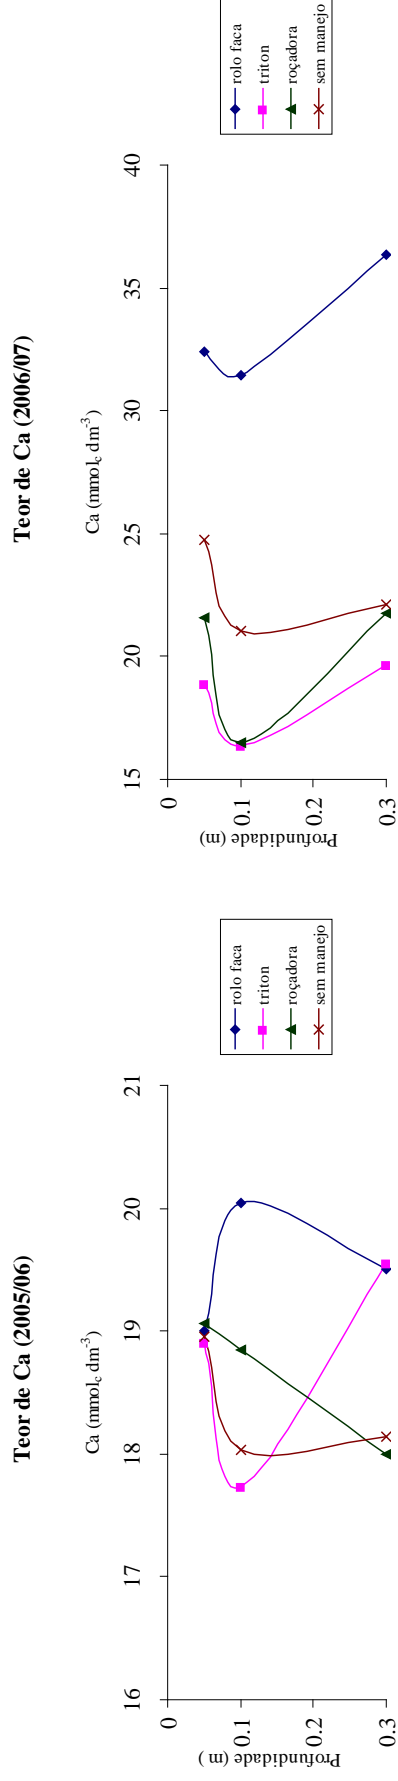 Teor de Ca (2005/06)
Ca (mmolc dm-3)
16 17 18 19 20 21
0
0.1
0.2
0.3
Profundidade (m )
rolo faca
triton
roçadora
sem manejo
Teor de Ca (2006/07)
Ca (mmolc dm-3)
15 20 25 30 35 40
0
0.1
0.2
0.3
Profundidade (m)
rolo faca
triton
roçadora
sem manejo